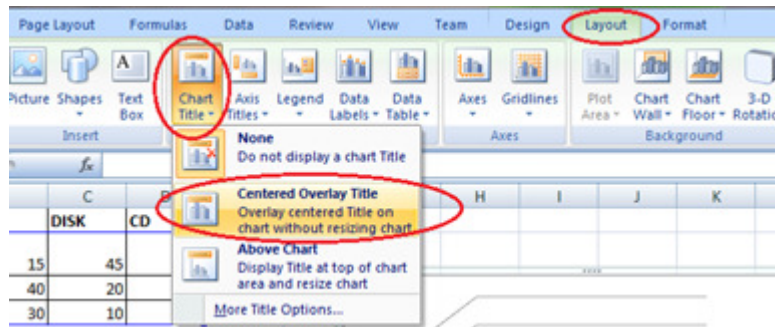 Page Layout Formulas Data Review View Team Design Layout Format
Picture Shapes Text Box Chart Title Axis Titles Legend Data Labels Data Table Axes Gridlines Plot Area Chart Wall Chart Floor 3-D
Insert Axes Background
None
Do not display a chart Title
fx
Centered Overlay Title
Overlay centered Title on
chart without resizing chart
Above Chart
Display Title at top of chart
area and resize chart
More Title Options...
C H I J K
DISK CD
15 45
40 20
30 10